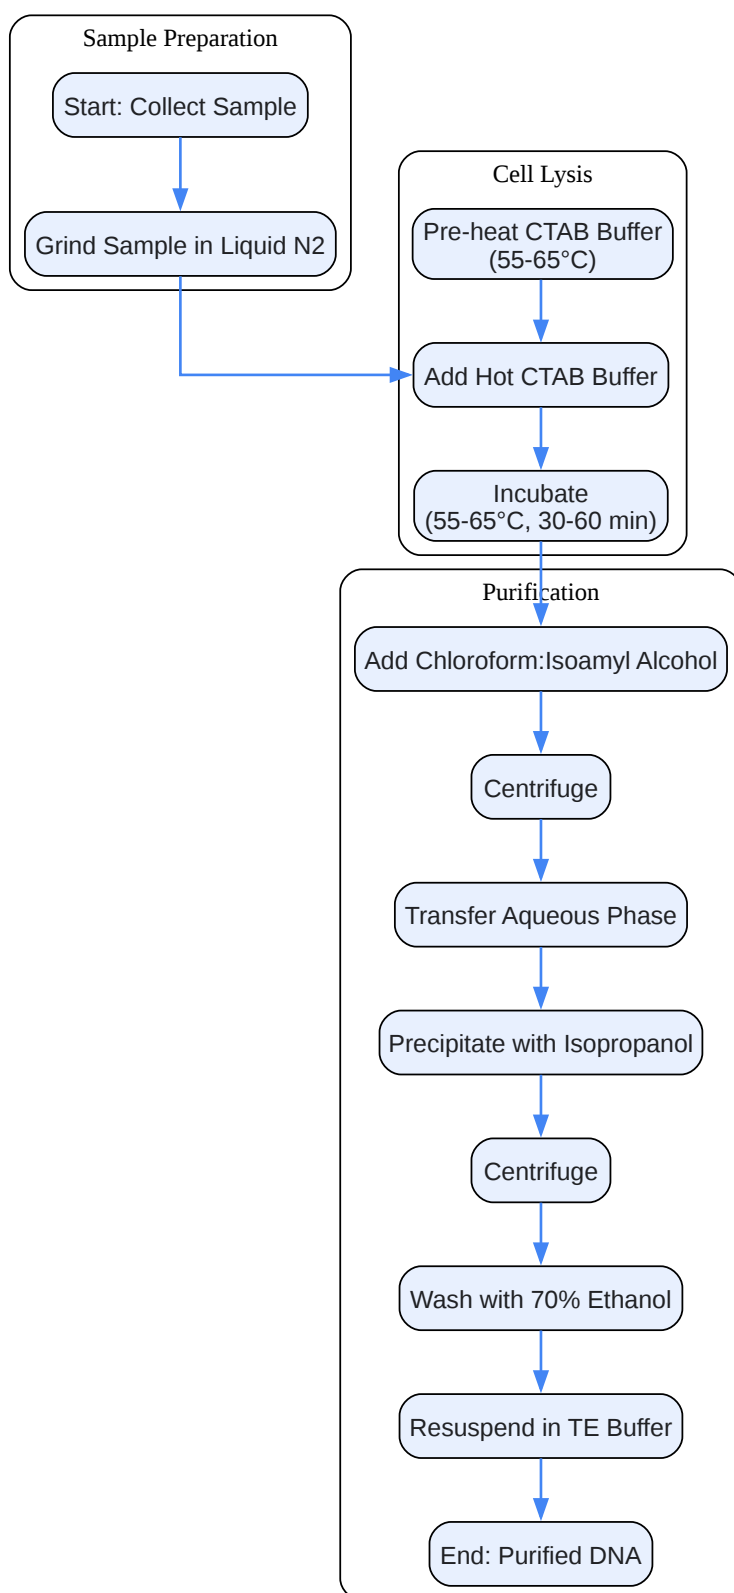 Sample Preparation
Start: Collect Sample
Grind Sample in Liquid N2
Cell Lysis
Pre-heat CTAB Buffer
(55-65°C)
Add Hot CTAB Buffer
Incubate
(55-65°C, 30-60 min)
Purification
Add Chloroform:Isoamyl Alcohol
Centrifuge
Transfer Aqueous Phase
Precipitate with Isopropanol
Centrifuge
Wash with 70% Ethanol
Resuspend in TE Buffer
End: Purified DNA